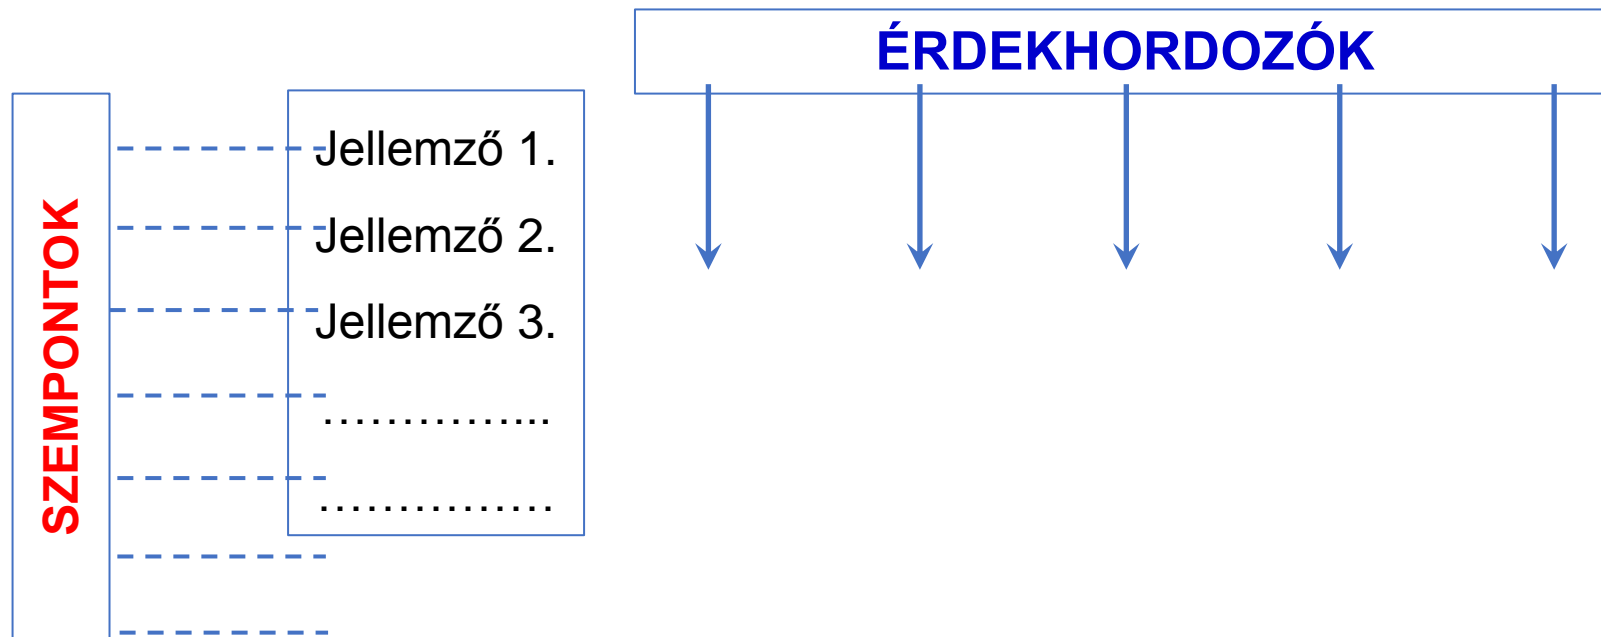 ÉRDEKHORDOZÓK
SZEMPONTOK
Jellemző 1.
Jellemző 2.
Jellemző 3.
……………
……………